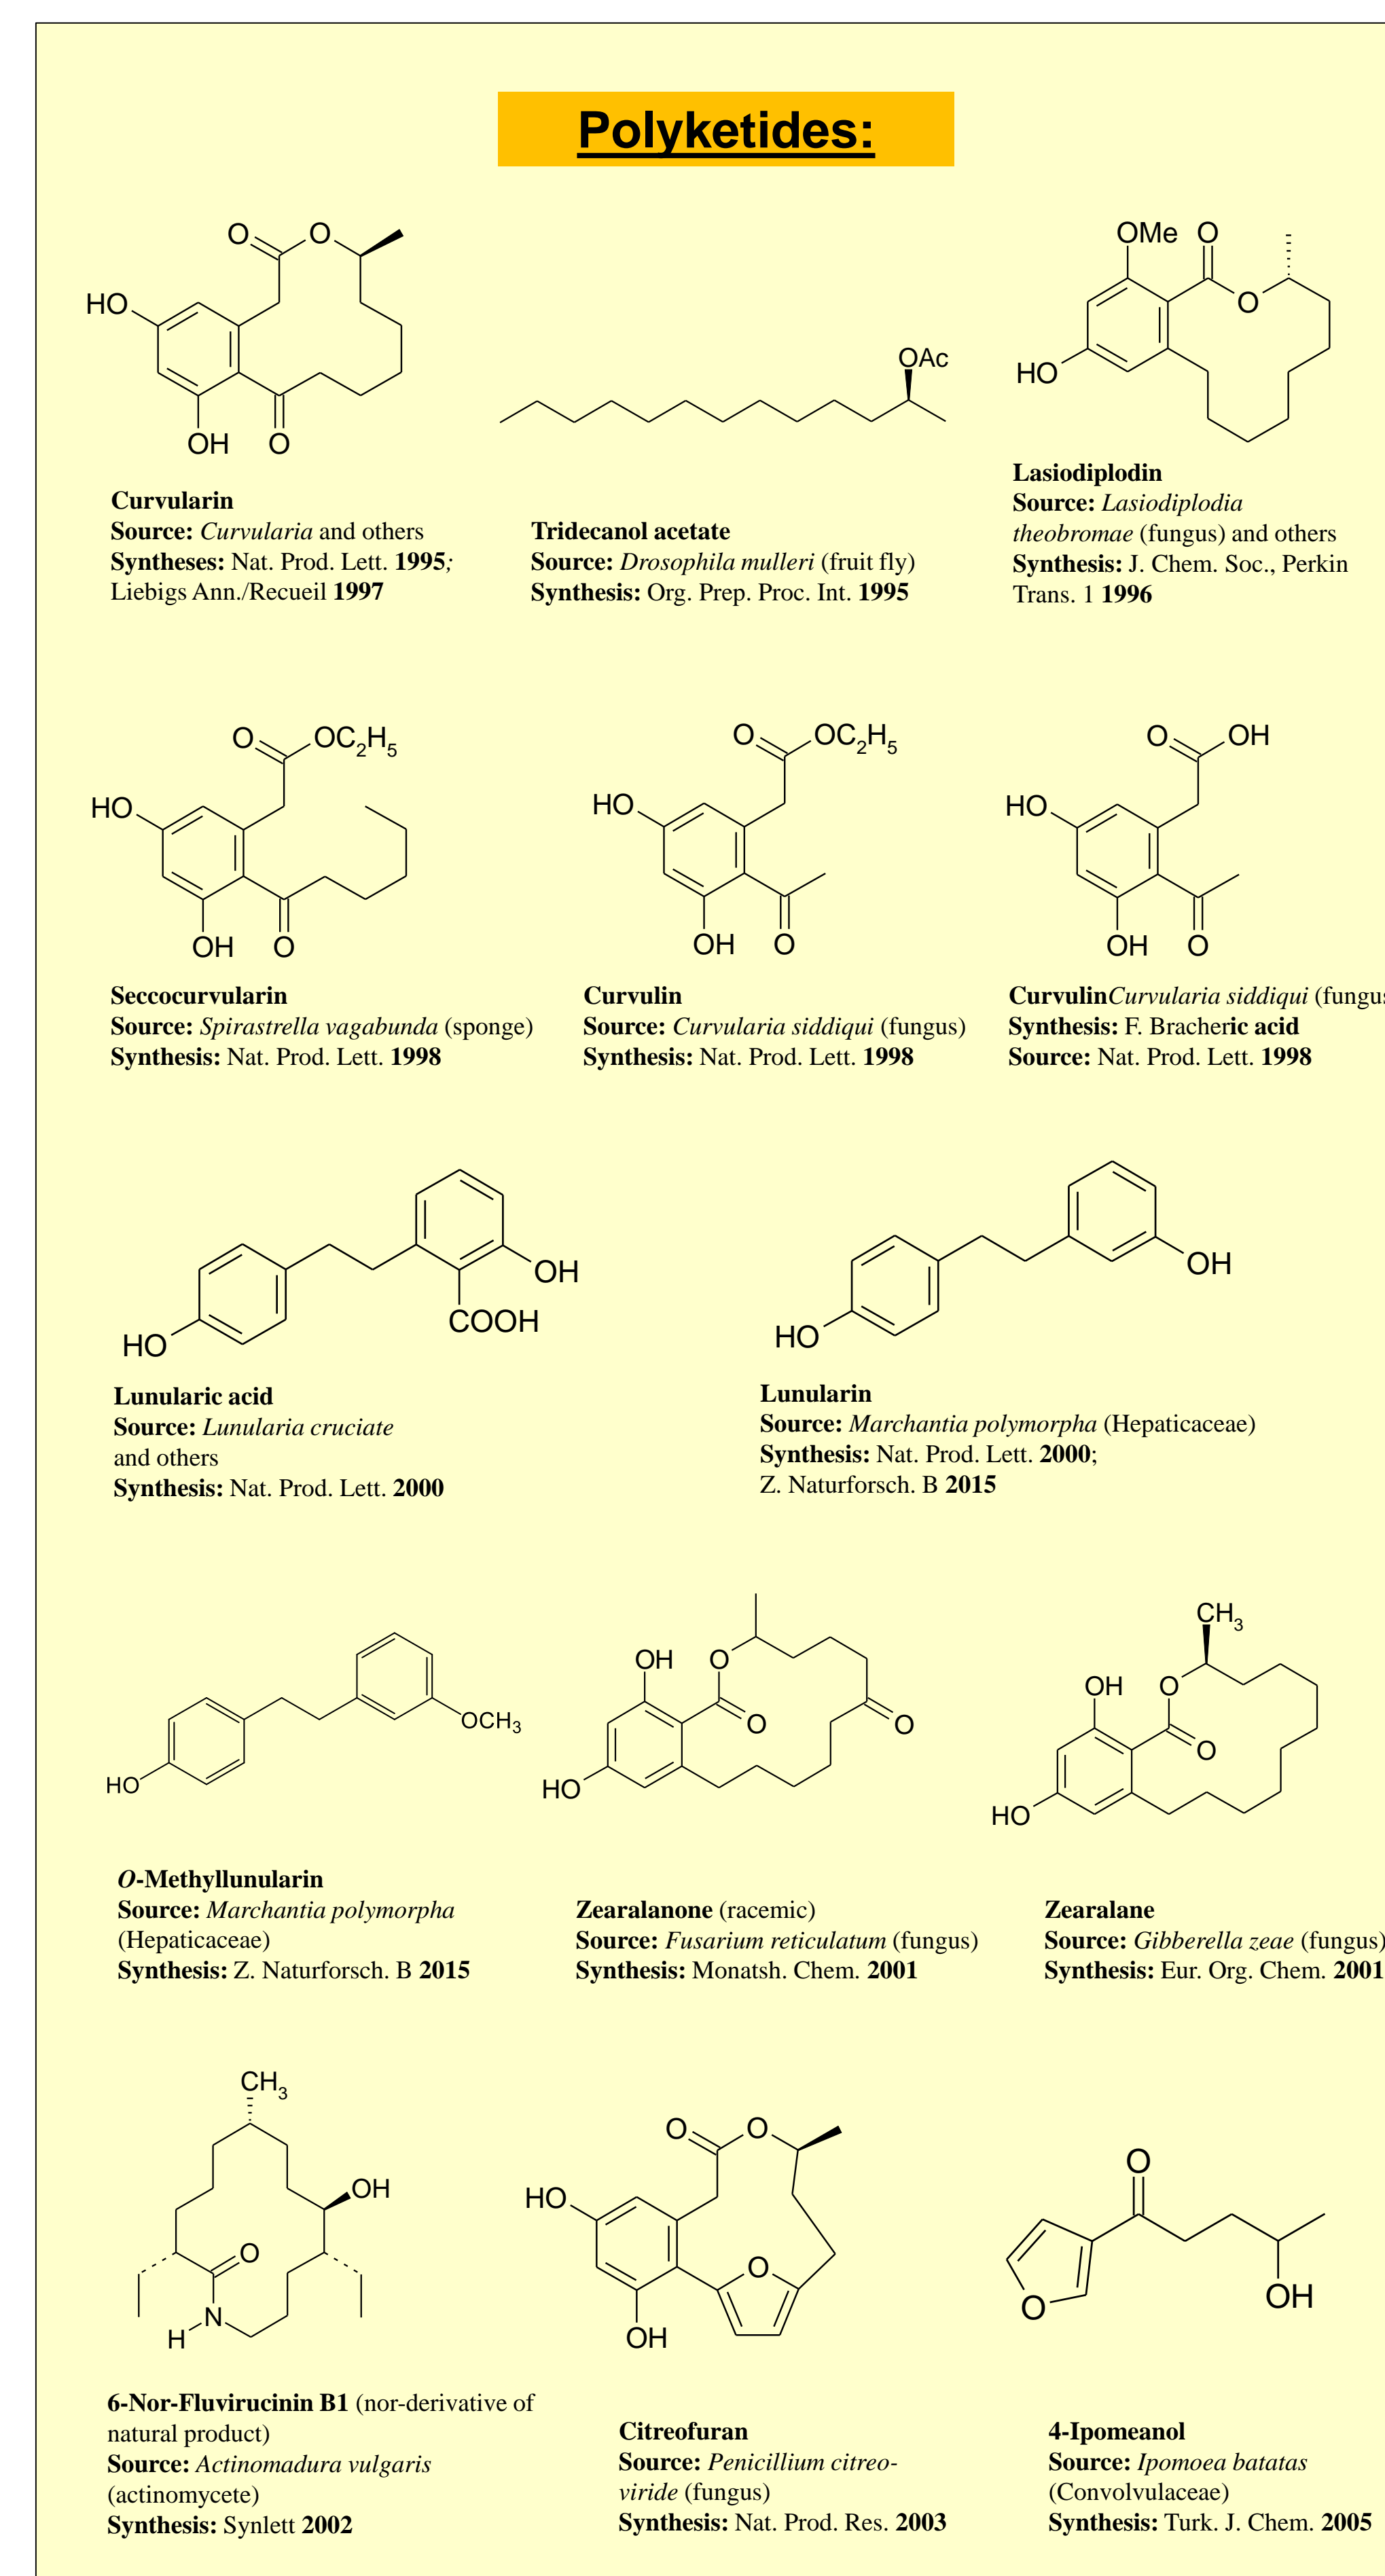 Polyketides:
O O
HO
OH O
Curvularin
Source: Curvularia and others
Syntheses: Nat. Prod. Lett. 1995;
Liebigs Ann./Recueil 1997
OAc
Tridecanol acetate
Source: Drosophila mulleri (fruit fly)
Synthesis: Org. Prep. Proc. Int. 1995
OMe O
O
HO
Lasiodiplodin
Source: Lasiodiplodia
theobromae (fungus) and others
Synthesis: J. Chem. Soc., Perkin
Trans. 1 1996
O OC2H5
HO
OH O
Seccocurvularin
Source: Spirastrella vagabunda (sponge)
Synthesis: Nat. Prod. Lett. 1998
O OC2H5
HO
OH O
Curvulin
Source: Curvularia siddiqui (fungus)
Synthesis: Nat. Prod. Lett. 1998
O OH
HO
OH O
CurvulinCurvularia siddiqui (fungus
Synthesis: F. Bracheric acid
Source: Nat. Prod. Lett. 1998
OH
COOH
HO
Lunularic acid
Source: Lunularia cruciate
and others
Synthesis: Nat. Prod. Lett. 2000
OH
HO
Lunularin
Source: Marchantia polymorpha (Hepaticaceae)
Synthesis: Nat. Prod. Lett. 2000;
Z. Naturforsch. B 2015
OCH3
HO
O-Methyllunularin
Source: Marchantia polymorpha
(Hepaticaceae)
Synthesis: Z. Naturforsch. B 2015
OH O
O O
HO
Zearalanone (racemic)
Source: Fusarium reticulatum (fungus)
Synthesis: Monatsh. Chem. 2001
CH3
OH O
O
HO
Zearalane
Source: Gibberella zeae (fungus)
Synthesis: Eur. Org. Chem. 2001
CH3
OH
O
N
H
6-Nor-Fluvirucinin B1 (nor-derivative of
natural product)
Source: Actinomadura vulgaris
(actinomycete)
Synthesis: Synlett 2002
O O
HO
O
OH
Citreofuran
Source: Penicillium citreo-
viride (fungus)
Synthesis: Nat. Prod. Res. 2003
O
O OH
4-Ipomeanol
Source: Ipomoea batatas
(Convolvulaceae)
Synthesis: Turk. J. Chem. 2005